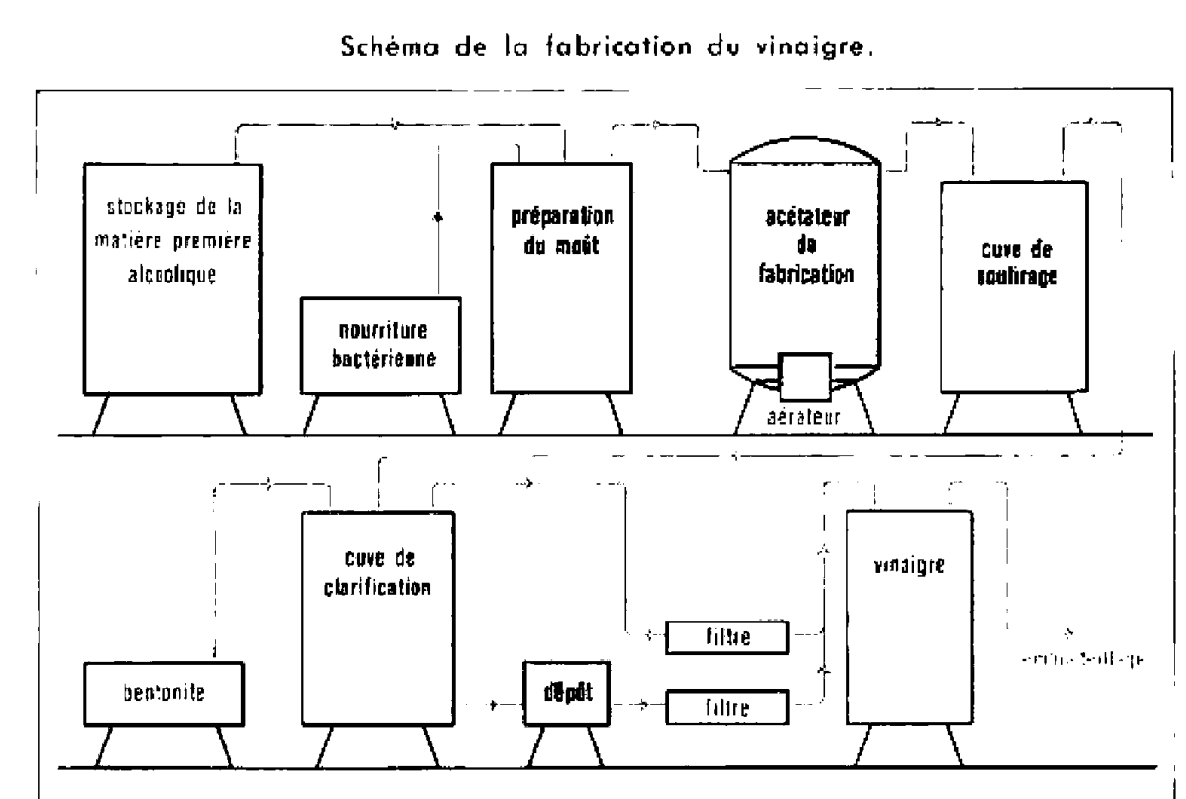 Schéma de la fabrication du vinaigre.
stockage de la
matière première
alcoolique
nourriture
bactérienne
préparation
du moût
acétateur
de
fabrication
aérateur
cuve de
soutirage
bentonite
cuve de
clarification
dépôt
filtre
filtre
vinaigre